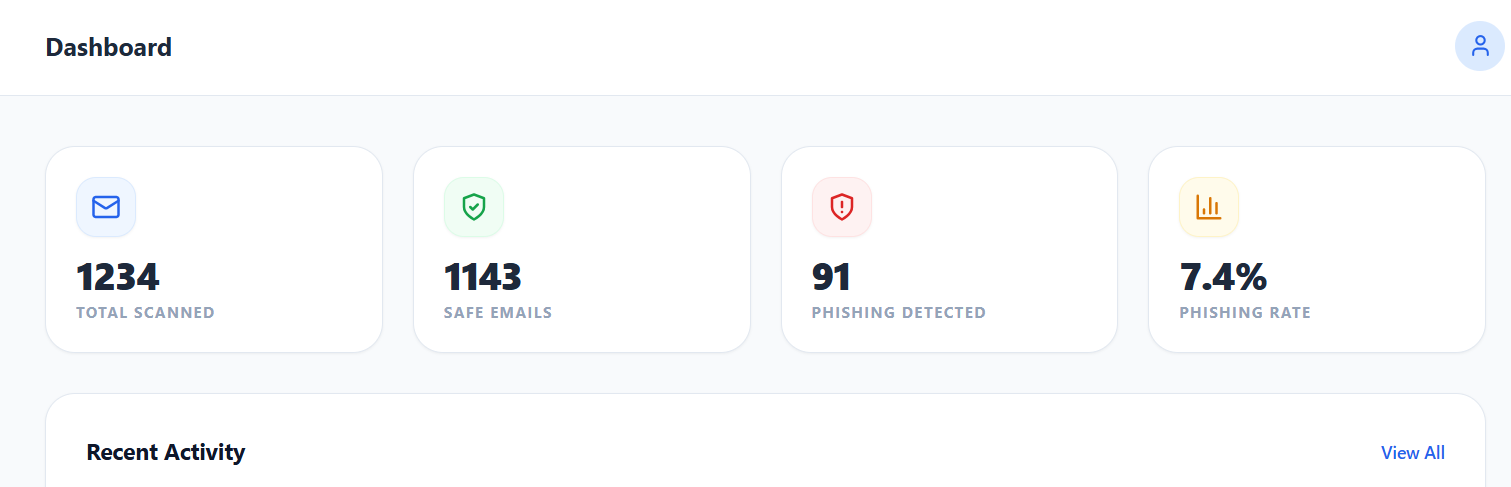 Dashboard
1234
TOTAL SCANNED
1143
SAFE EMAILS
91
PHISHING DETECTED
7.4%
PHISHING RATE
Recent Activity
View All